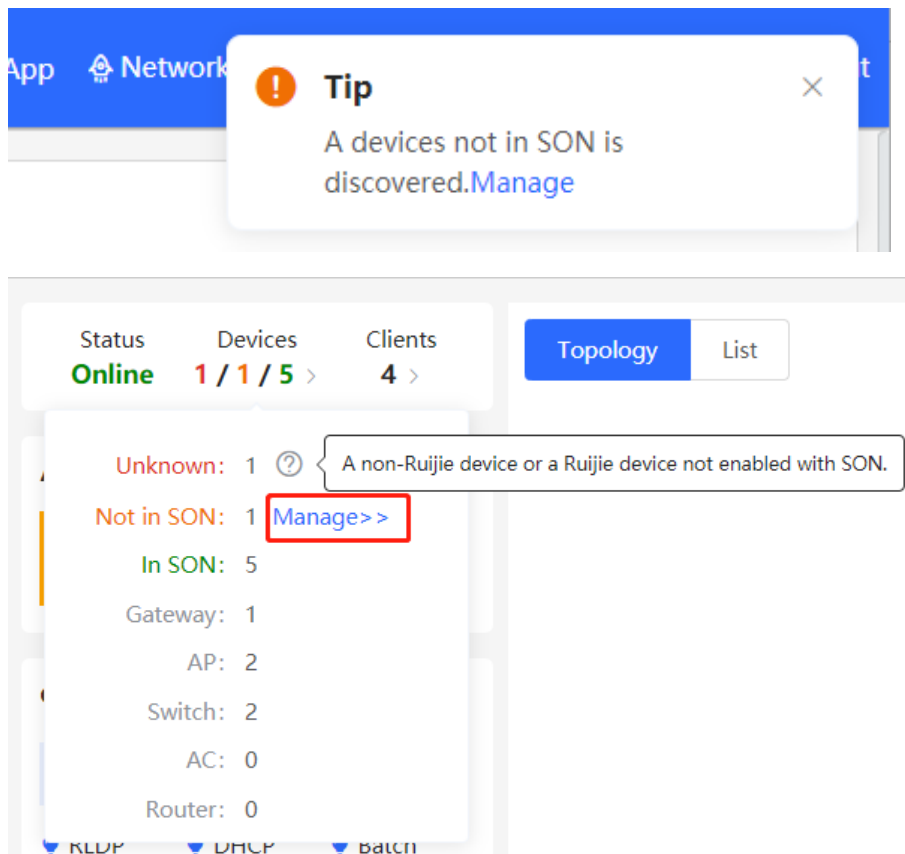 App Network t
Tip
A devices not in SON is
discovered.Manage
Status Devices Clients
Online 1 / 1 / 5 > 4 >
Topology List
Unknown: 1
A non-Ruijie device or a Ruijie device not enabled with SON.
Not in SON: 1 Manage>>
In SON: 5
Gateway: 1
AP: 2
Switch: 2
AC: 0
Router: 0
RLDP DHCP Batch